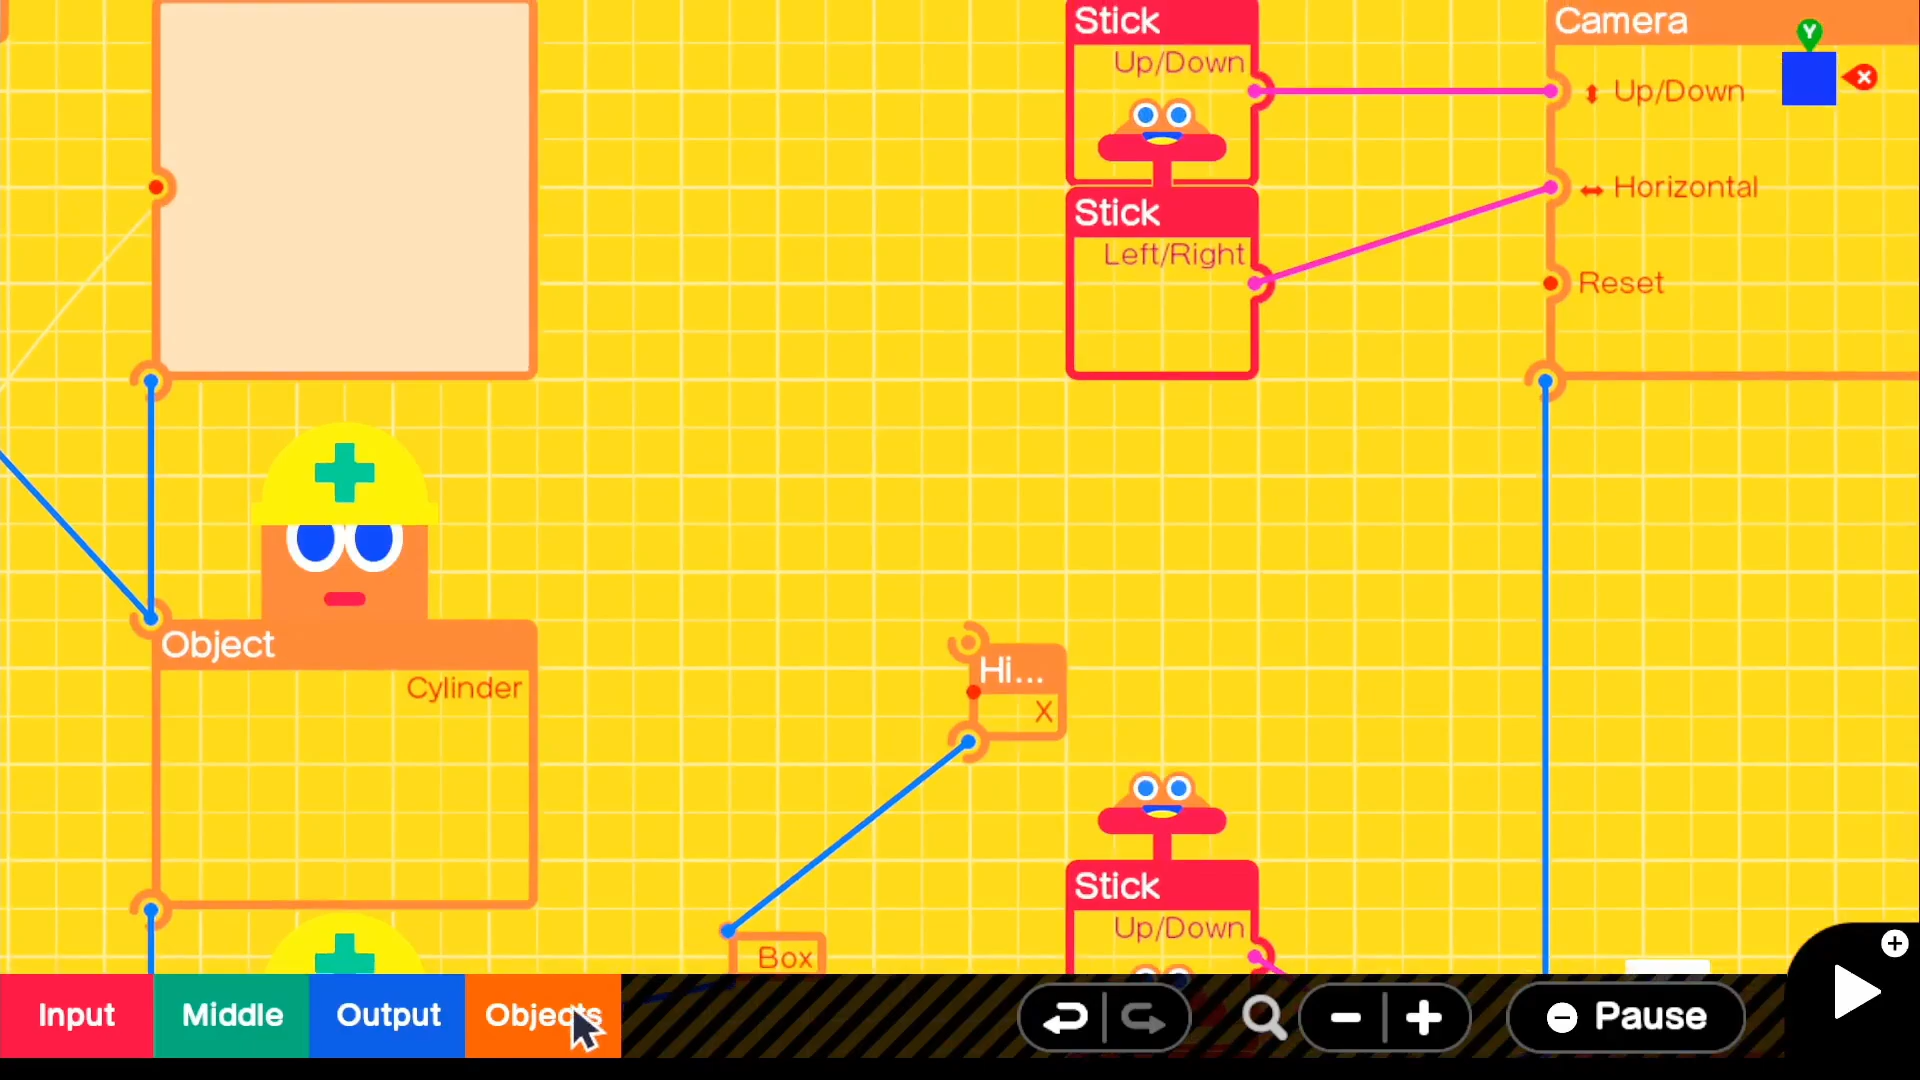 Stick
Up/Down
Stick
Left/Right
Camera
Up/Down
Horizontal
Reset
Y
X
Object
Cylinder
Hi...
X
Box
Stick
Up/Down
Input
Middle
Output
Objects
Pause